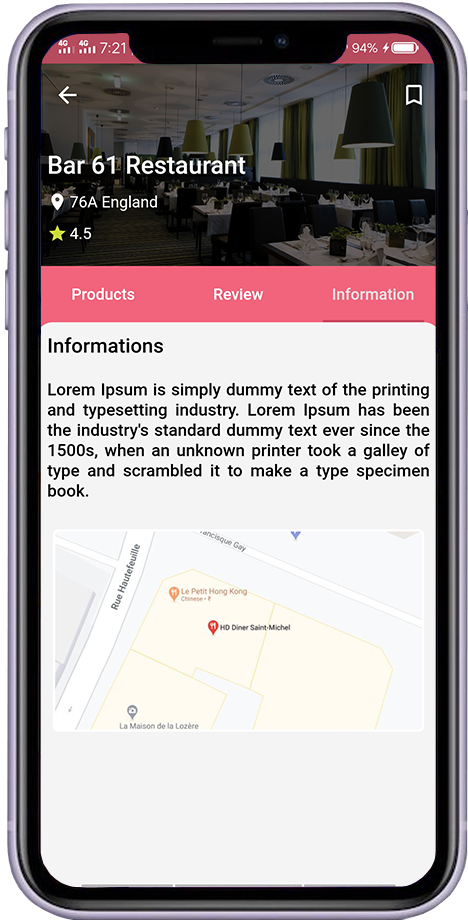 4G 4G 7:21 94%
Bar 61 Restaurant
76A England
4.5
Products Review Information
Informations
Lorem Ipsum is simply dummy text of the printing
and typesetting industry. Lorem Ipsum has been
the industry's standard dummy text ever since the
1500s, when an unknown printer took a galley of
type and scrambled it to make a type specimen
book.
ancisque Gay
Rue Hautefeuille
Le Petit Hong Kong
Chinese • €
HD Diner Saint-Michel
La Maison de la Lozère